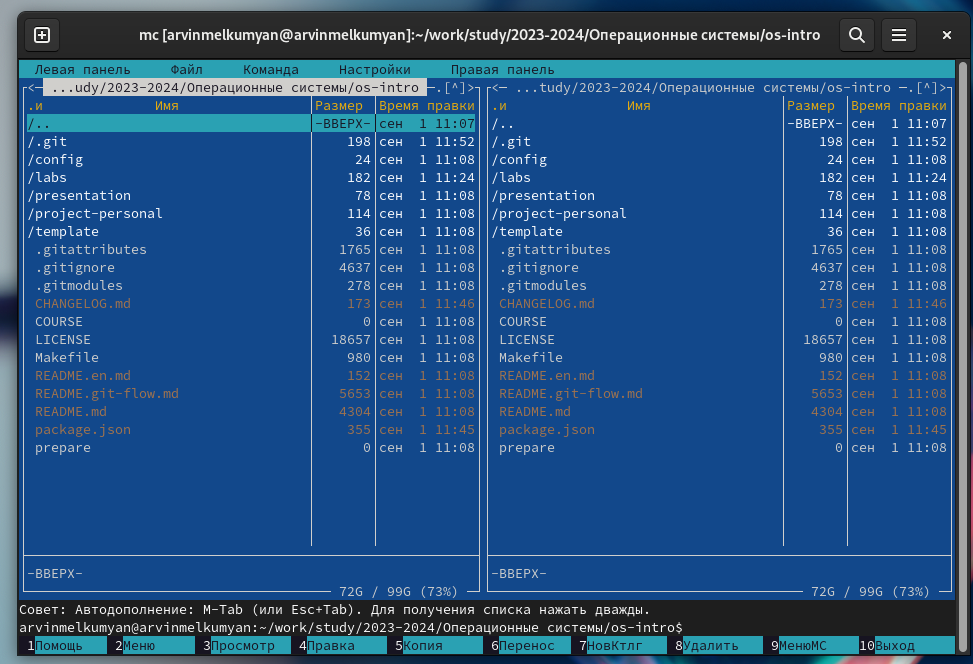 mc [arvinmelkumyan@arvinmelkumyan]:~/work/study/2023-2024/Операционные системы/os-intro
Левая панель Файл Команда Настройки Правая панель
<— ...udy/2023-2024/Операционные системы/os-intro —.[^]> <— ...tudy/2023-2024/Операционные системы/os-intro —.[^]>
.и Имя Размер Время правки .и Имя Размер Время правки
/.. -ВВЕРХ- сен 1 11:07 /.. -ВВЕРХ- сен 1 11:07
/.git 198 сен 1 11:52 /.git 198 сен 1 11:52
/config 24 сен 1 11:08 /config 24 сен 1 11:08
/labs 182 сен 1 11:24 /labs 182 сен 1 11:24
/presentation 78 сен 1 11:08 /presentation 78 сен 1 11:08
/project-personal 114 сен 1 11:08 /project-personal 114 сен 1 11:08
/template 36 сен 1 11:08 /template 36 сен 1 11:08
.gitattributes 1765 сен 1 11:08 .gitattributes 1765 сен 1 11:08
.gitignore 4637 сен 1 11:08 .gitignore 4637 сен 1 11:08
.gitmodules 278 сен 1 11:08 .gitmodules 278 сен 1 11:08
CHANGELOG.md 173 сен 1 11:46 CHANGELOG.md 173 сен 1 11:46
COURSE 0 сен 1 11:08 COURSE 0 сен 1 11:08
LICENSE 18657 сен 1 11:08 LICENSE 18657 сен 1 11:08
Makefile 980 сен 1 11:08 Makefile 980 сен 1 11:08
README.en.md 152 сен 1 11:08 README.en.md 152 сен 1 11:08
README.git-flow.md 5653 сен 1 11:08 README.git-flow.md 5653 сен 1 11:08
README.md 4304 сен 1 11:08 README.md 4304 сен 1 11:08
package.json 355 сен 1 11:45 package.json 355 сен 1 11:45
prepare 0 сен 1 11:08 prepare 0 сен 1 11:08
-ВВЕРХ- -ВВЕРХ-
72G / 99G (73%) 72G / 99G (73%)
Совет: Автодополнение: M-Tab (или Esc+Tab). Для получения списка нажать дважды.
arvinmelkumyan@arvinmelkumyan:~/work/study/2023-2024/Операционные системы/os-intro$
1Помощь 2Меню 3Просмотр 4Правка 5Копия 6Перенос 7НовКтлг 8Удалить 9МенюMC 10Выход